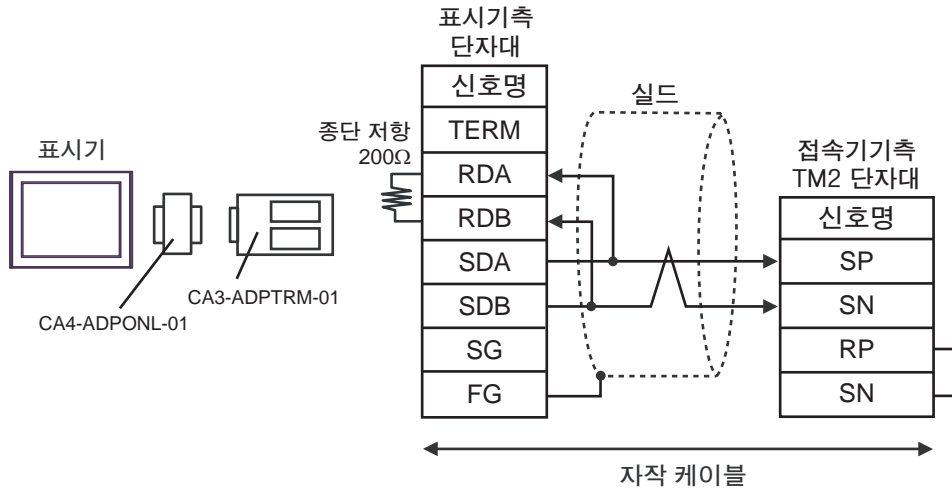 표시기측
단자대
신호명
TERM
RDA
RDB
SDA
SDB
SG
FG
종단 저항
200Ω
실드
표시기
CA4-ADPONL-01
CA3-ADPTRM-01
접속기기측
TM2 단자대
신호명
SP
SN
RP
SN
자작 케이블